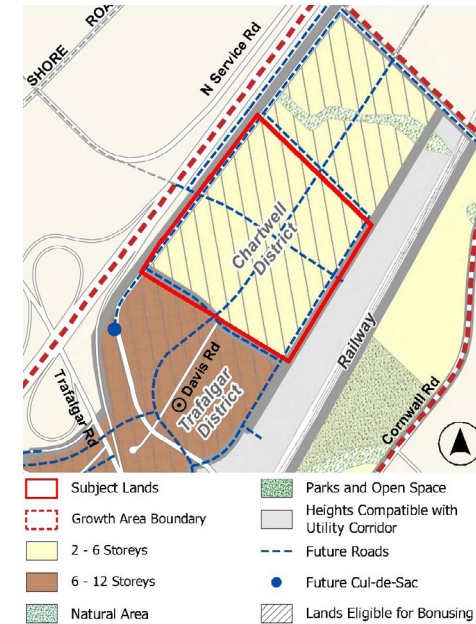 SHORE
ROA
N Service Rd
Chartwell
District
Davis Rd
Trafalgar
District
Trafalgar
Rd
Railway
Cornwall Rd
Subject Lands
Growth Area Boundary
2 - 6 Storeys
6 - 12 Storeys
Natural Area
Parks and Open Space
Heights Compatible with
Utility Corridor
Future Roads
Future Cul-de-Sac
Lands Eligible for Bonusing